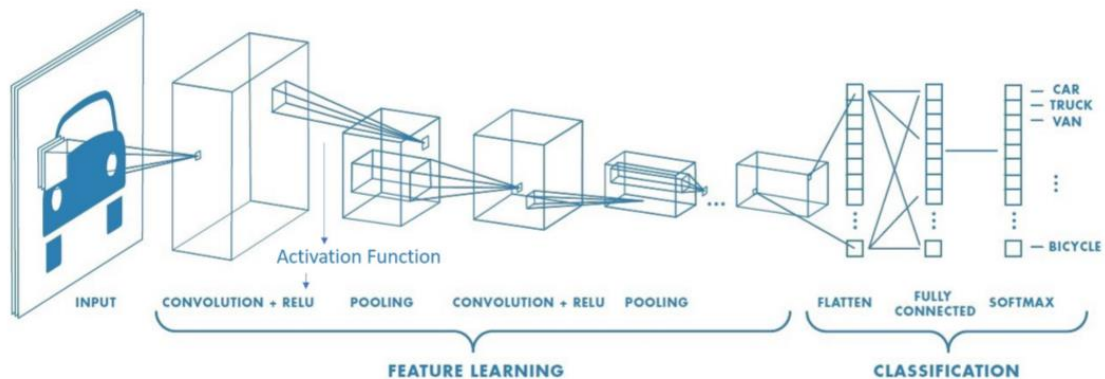 CAR
TRUCK
VAN
BICYCLE
Activation Function
INPUT
CONVOLUTION + RELU
POOLING
CONVOLUTION + RELU
POOLING
FLATTEN
FULLY
CONNECTED
SOFTMAX
FEATURE LEARNING
CLASSIFICATION